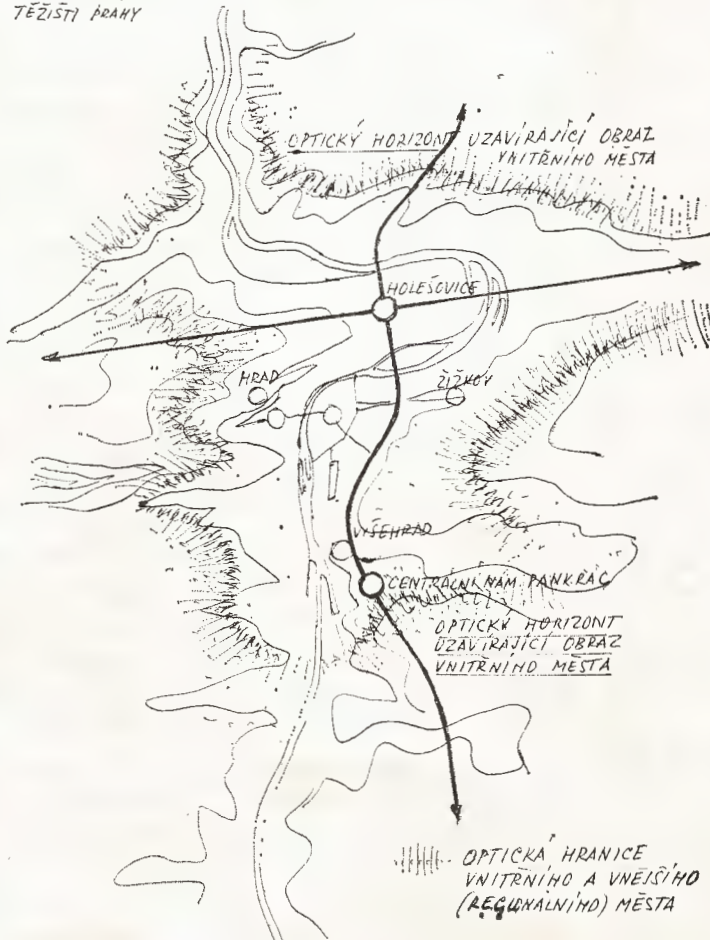 TĚŽIŠTI PRAHY
OPTICKÝ HORIZONT UZAVÍRAJÍCÍ OBRAZ
VNITŘNÍHO MĚSTA
HOLEŠOVICE
HRAD
ŽIŽKOV
VYŠEHRAD
CENTRÁLNÍ NÁM. PANKRÁC
OPTICKÝ HORIZONT
UZAVÍRAJÍCÍ OBRAZ
VNITŘNÍHO MĚSTA
OPTICKÁ HRANICE
VNITŘNÍHO A VNĚJŠÍHO
(REGIONÁLNÍHO) MĚSTA